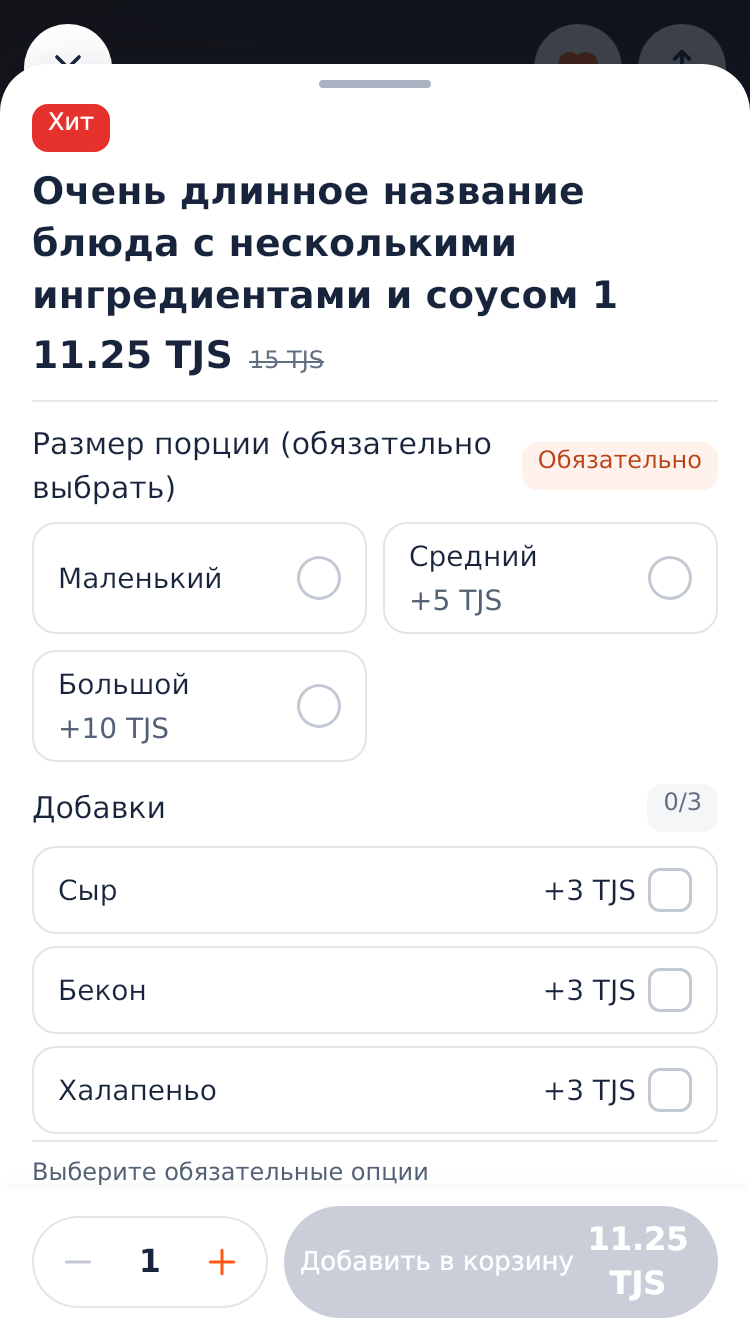 Хит
Очень длинное название
блюда с несколькими
ингредиентами и соусом 1
11.25 TJS 15 TJS
Размер порции (обязательно
выбрать)
Обязательно
Маленький
Средний
+5 TJS
Большой
+10 TJS
Добавки
0/3
Сыр +3 TJS
Бекон +3 TJS
Халапеньо +3 TJS
Выберите обязательные опции
1
Добавить в корзину
11.25
TJS